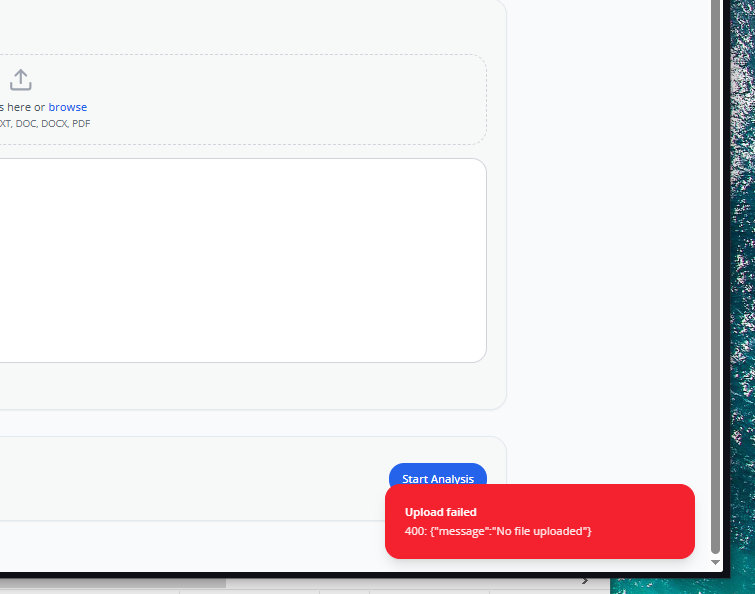 s here or browse
XT, DOC, DOCX, PDF
Start Analysis
Upload failed
400: {"message":"No file uploaded"}